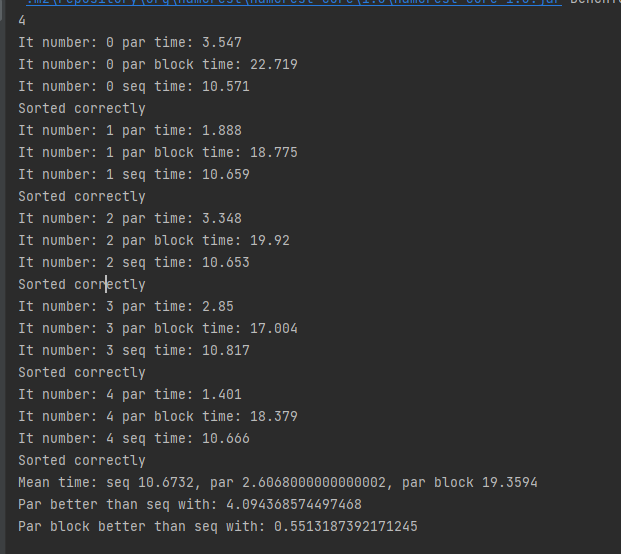 4
It number: 0 par time: 3.547
It number: 0 par block time: 22.719
It number: 0 seq time: 10.571
Sorted correctly
It number: 1 par time: 1.888
It number: 1 par block time: 18.775
It number: 1 seq time: 10.659
Sorted correctly
It number: 2 par time: 3.348
It number: 2 par block time: 19.92
It number: 2 seq time: 10.653
Sorted correctly
It number: 3 par time: 2.85
It number: 3 par block time: 17.004
It number: 3 seq time: 10.817
Sorted correctly
It number: 4 par time: 1.401
It number: 4 par block time: 18.379
It number: 4 seq time: 10.666
Sorted correctly
Mean time: seq 10.6732, par 2.6068000000000002, par block 19.3594
Par better than seq with: 4.094368574497468
Par block better than seq with: 0.5513187392171245